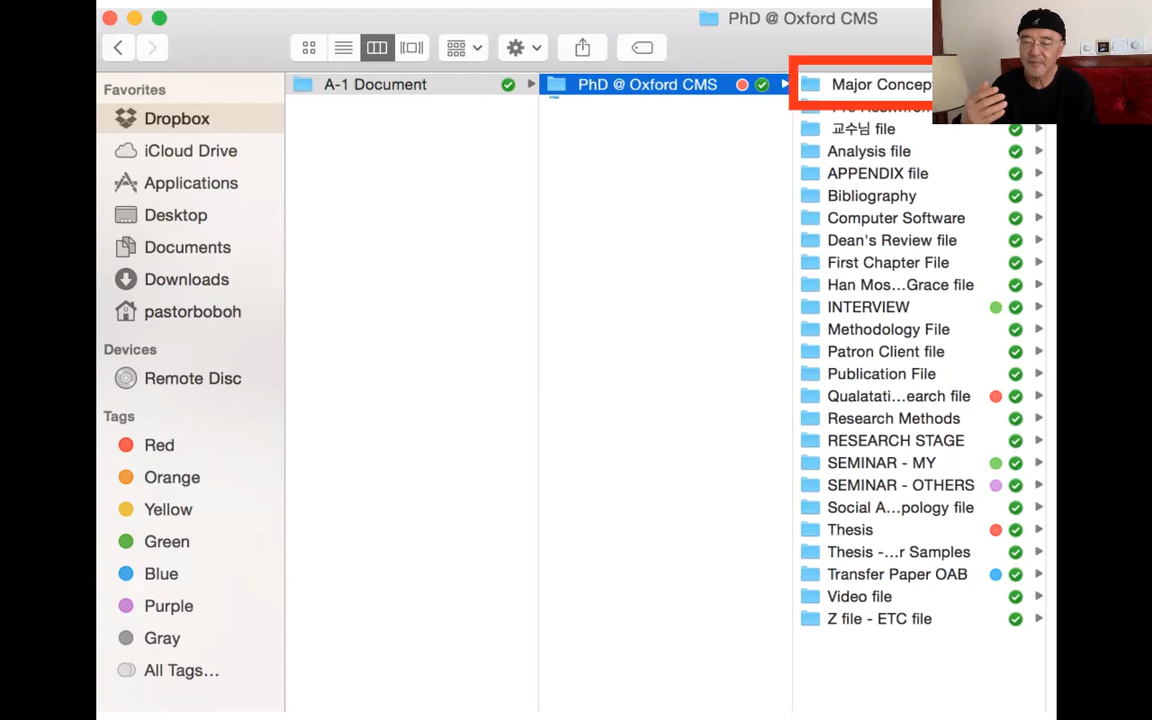 PhD @ Oxford CMS
Favorites
Dropbox
iCloud Drive
Applications
Desktop
Documents
Downloads
pastorboboh
Devices
Remote Disc
Tags
Red
Orange
Yellow
Green
Blue
Purple
Gray
All Tags...
A-1 Document
PhD @ Oxford CMS
Major Concep
교수님 file
Analysis file
APPENDIX file
Bibliography
Computer Software
Dean's Review file
First Chapter File
Han Mos...Grace file
INTERVIEW
Methodology File
Patron Client file
Publication File
Qualatati...earch file
Research Methods
RESEARCH STAGE
SEMINAR - MY
SEMINAR - OTHERS
Social A...pology file
Thesis
Thesis -...r Samples
Transfer Paper OAB
Video file
Z file - ETC file